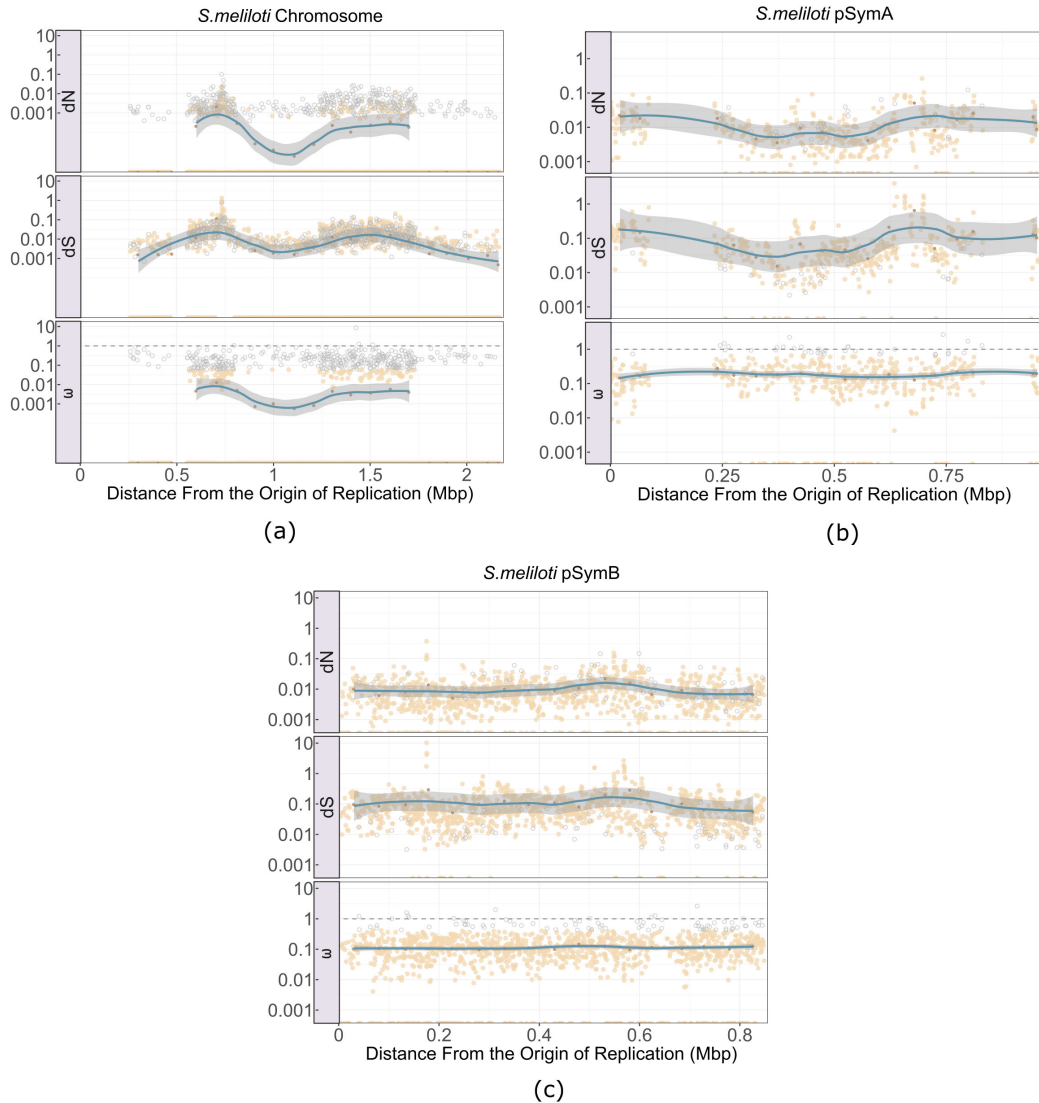 S.meliloti Chromosome
10
1
0.1
0.01
0.001
dN
10
1
0.1
0.01
0.001
dS
10
1
0.1
0.01
0.001
ω
0 0.5 1 1.5 2
Distance From the Origin of Replication (Mbp)
(a)
S.meliloti pSymA
1
0.1
0.01
0.001
dN
1
0.1
0.01
0.001
dS
1
0.1
0.01
0.001
ω
0 0.25 0.5 0.75
Distance From the Origin of Replication (Mbp)
(b)
S.meliloti pSymB
10
1
0.1
0.01
0.001
dN
10
1
0.1
0.01
0.001
dS
10
1
0.1
0.01
0.001
ω
0 0.2 0.4 0.6 0.8
Distance From the Origin of Replication (Mbp)
(c)